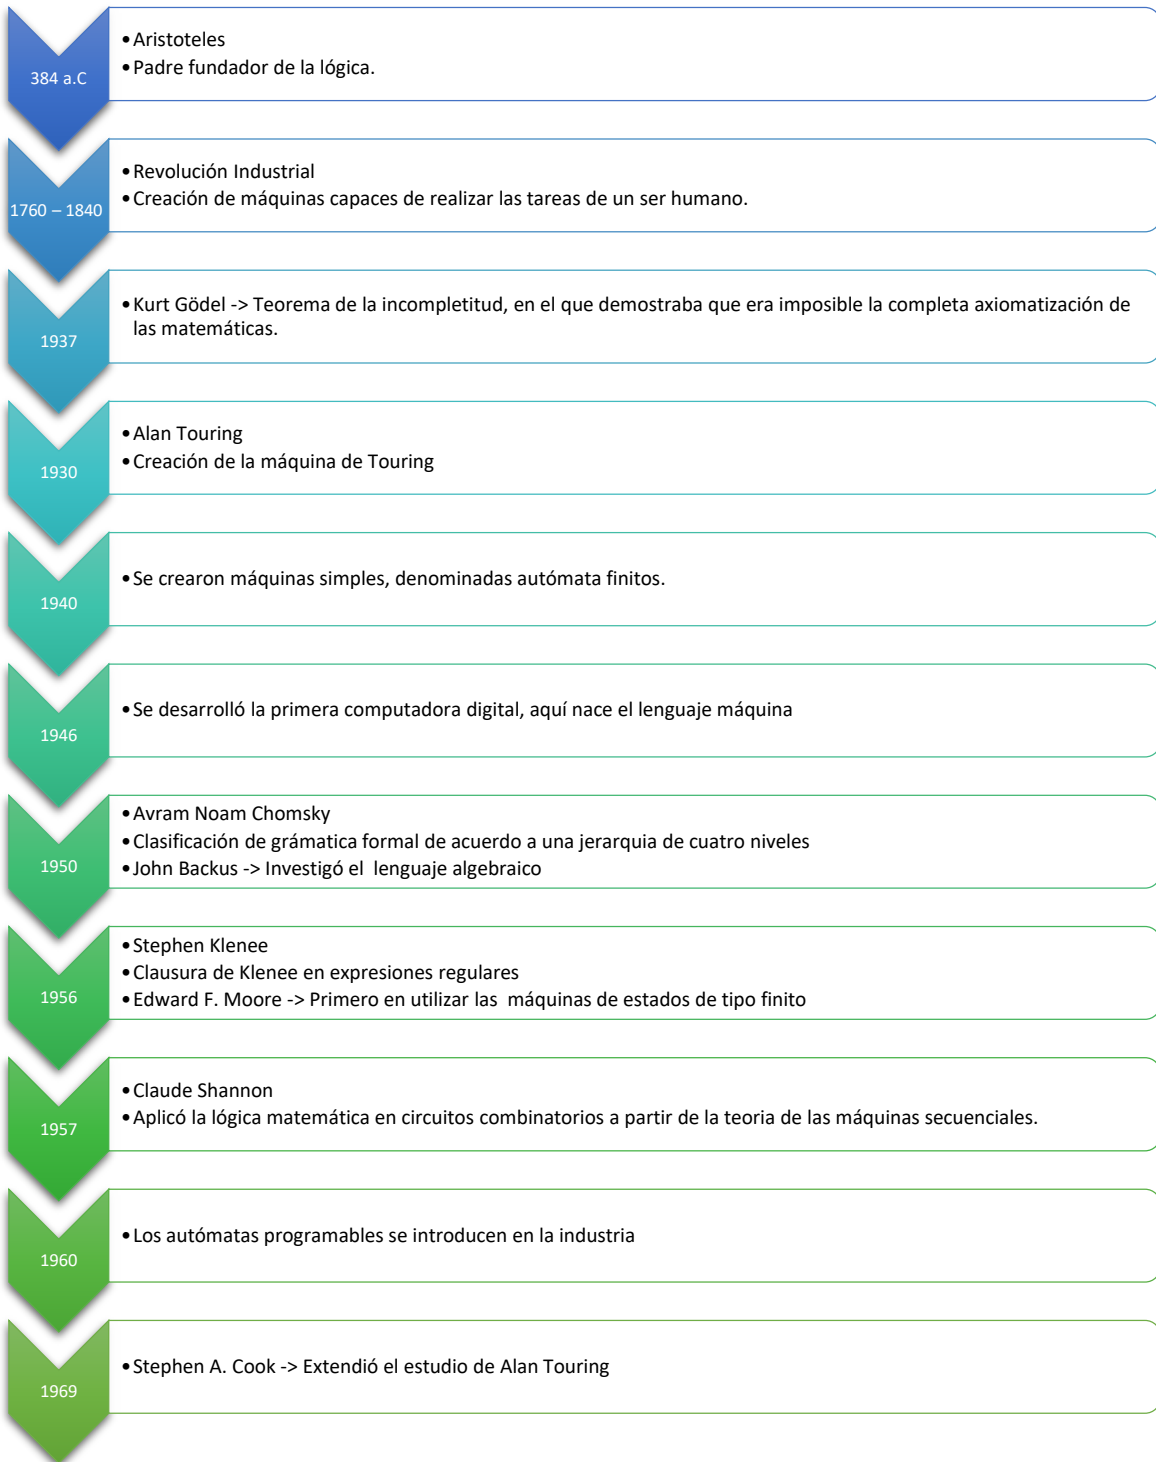 384 a.C
•Aristoteles
•Padre fundador de la lógica.
1760 – 1840
•Revolución Industrial
•Creación de máquinas capaces de realizar las tareas de un ser humano.
1937
•Kurt Gödel -> Teorema de la incompletitud, en el que demostraba que era imposible la completa axiomatización de
las matemáticas.
1930
•Alan Touring
•Creación de la máquina de Touring
1940
•Se crearon máquinas simples, denominadas autómata finitos.
1946
•Se desarrolló la primera computadora digital, aquí nace el lenguaje máquina
1950
•Avram Noam Chomsky
•Clasificación de grámatica formal de acuerdo a una jerarquia de cuatro niveles
•John Backus -> Investigó el lenguaje algebraico
1956
•Stephen Klenee
•Clausura de Klenee en expresiones regulares
•Edward F. Moore -> Primero en utilizar las máquinas de estados de tipo finito
1957
•Claude Shannon
•Aplicó la lógica matemática en circuitos combinatorios a partir de la teoria de las máquinas secuenciales.
1960
•Los autómatas programables se introducen en la industria
1969
•Stephen A. Cook -> Extendió el estudio de Alan Touring